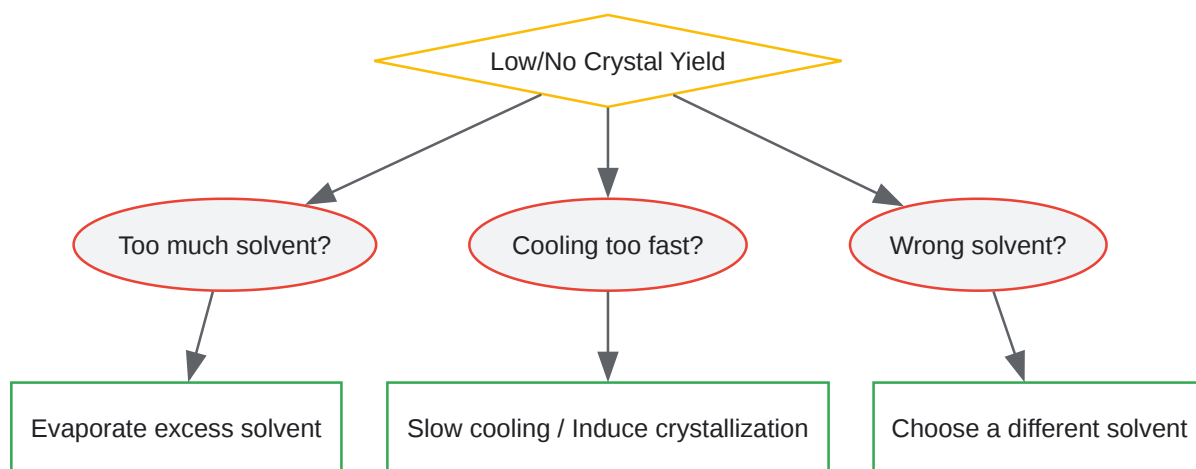 Low/No Crystal Yield
Too much solvent?
Cooling too fast?
Wrong solvent?
Evaporate excess solvent
Slow cooling / Induce crystallization
Choose a different solvent